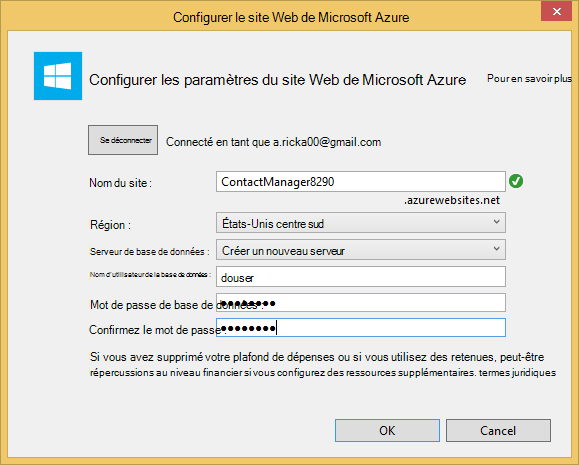 Configurer le site Web de Microsoft Azure
Configurer les paramètres du site Web de Microsoft Azure
Pour en savoir plus
Se déconnecter
Connecté en tant que a.ricka00@gmail.com
Nom du site :
ContactManager8290
.azurewebsites.net
Région :
États-Unis centre sud
Serveur de base de données :
Créer un nouveau serveur
Nom d'utilisateur de la base de données :
douser
Mot de passe de base de données :
●●●●●●●●
Confirmez le mot de passe :
●●●●●●●●
Si vous avez supprimé votre plafond de dépenses ou si vous utilisez des retenues, peut-être
répercussions au niveau financier si vous configurez des ressources supplémentaires. termes juridiques
OK
Cancel